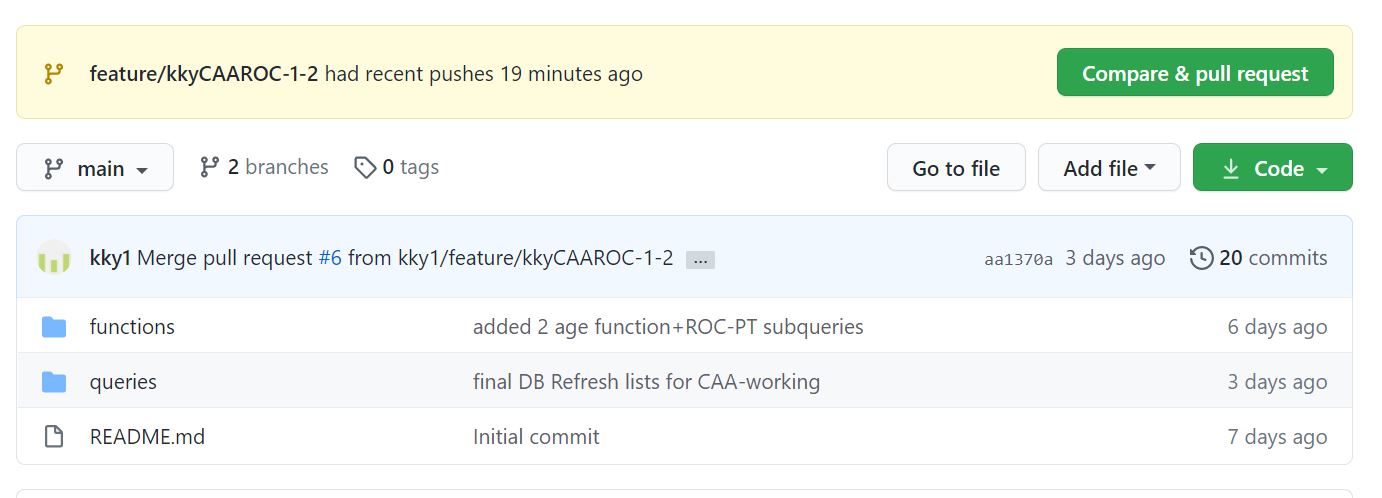 feature/kkyCAAROC-1-2 had recent pushes 19 minutes ago Compare & pull request
main 2 branches 0 tags Go to file Add file Code
kky1 Merge pull request #6 from kky1/feature/kkyCAAROC-1-2 ... aa1370a 3 days ago 20 commits
functions added 2 age function+ROC-PT subqueries 6 days ago
queries final DB Refresh lists for CAA-working 3 days ago
README.md Initial commit 7 days ago